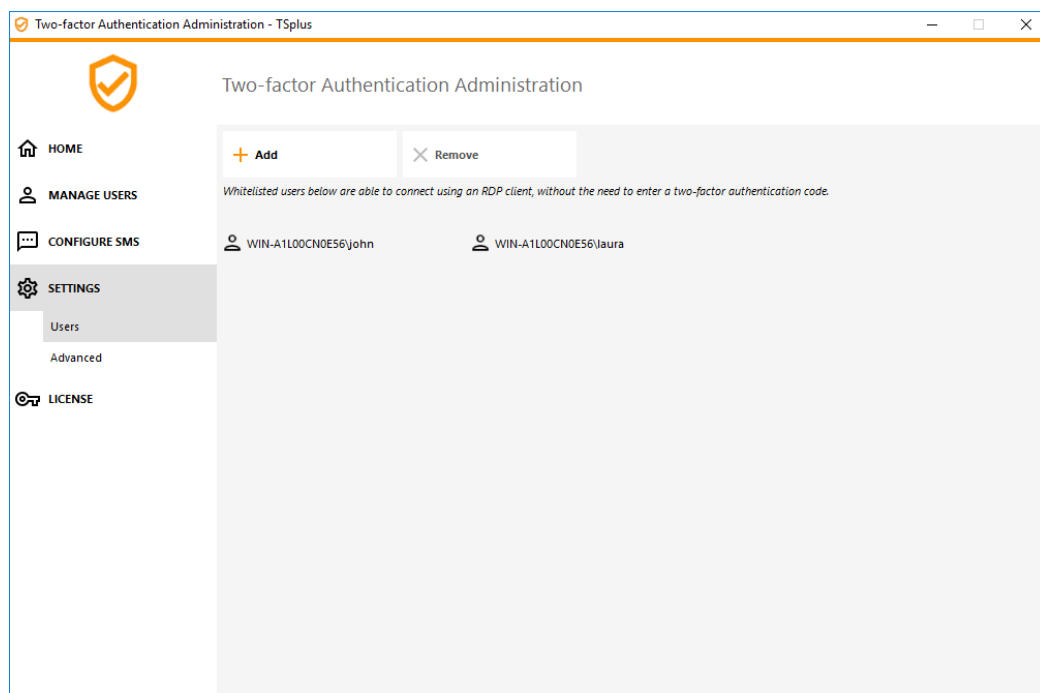 Two-factor Authentication Administration - TSplus
Two-factor Authentication Administration
HOME
MANAGE USERS
CONFIGURE SMS
SETTINGS
Users
Advanced
LICENSE
Add
Remove
Whitelisted users below are able to connect using an RDP client, without the need to enter a two-factor authentication code.
WIN-A1L00CN0E56\john
WIN-A1L00CN0E56\laura